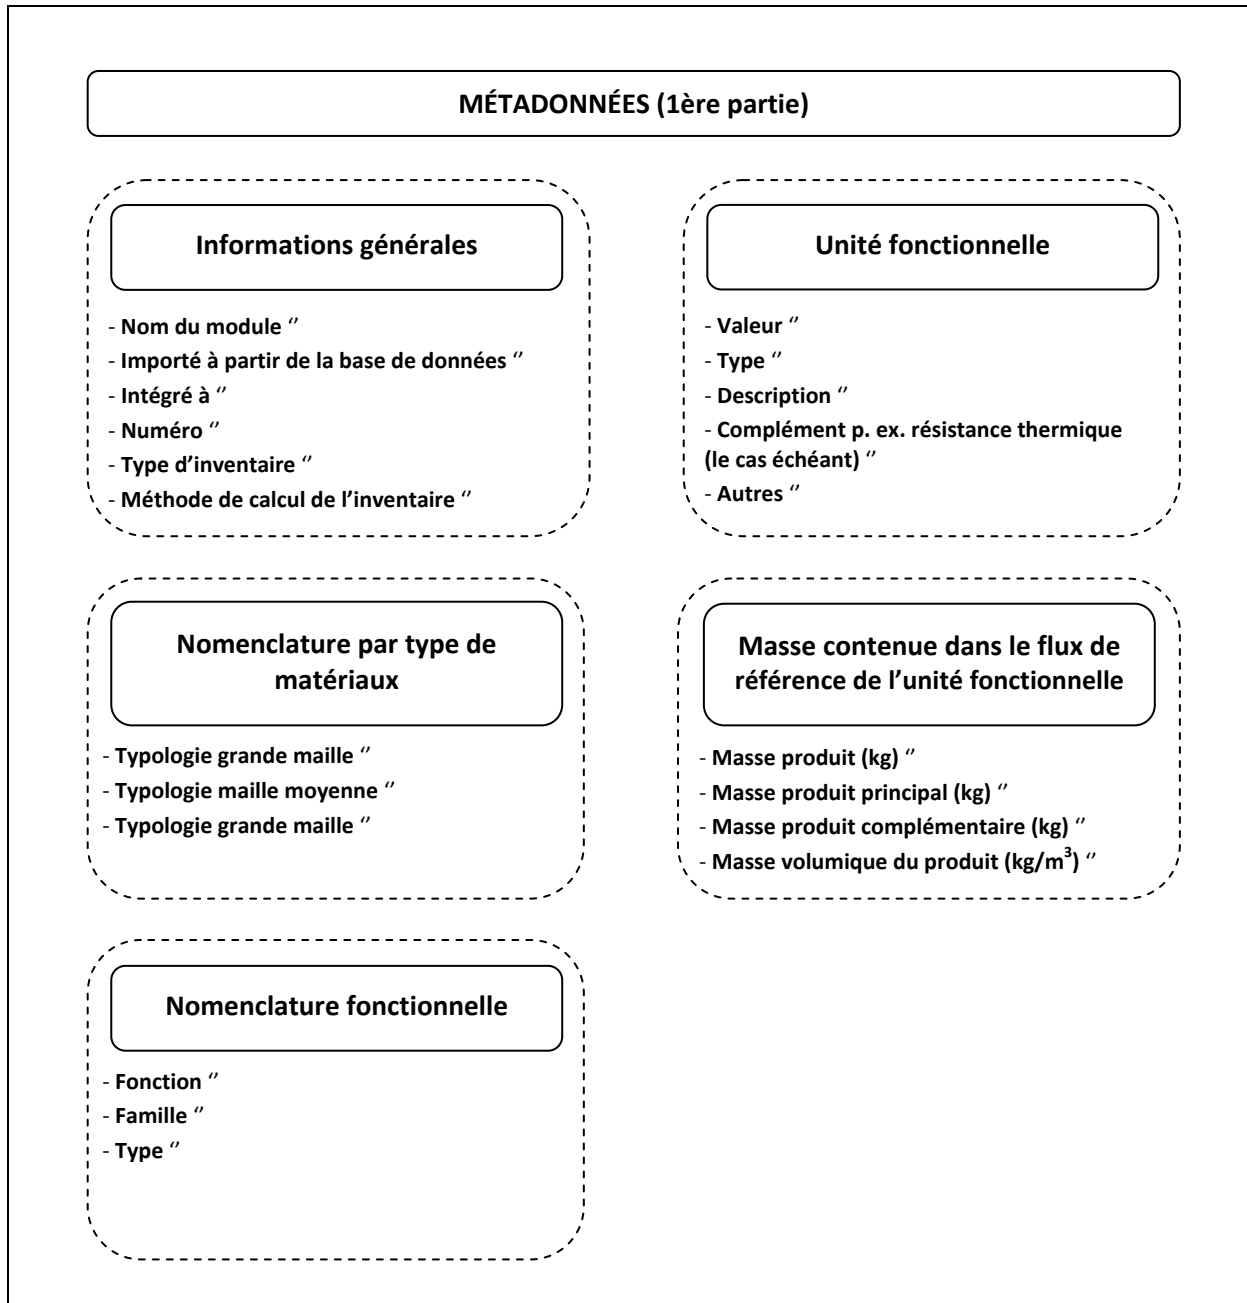 MÉTADONNÉES (1ère partie)
Informations générales
- Nom du module ‘’
- Importé à partir de la base de données ‘’
- Intégré à ‘’
- Numéro ‘’
- Type d’inventaire ‘’
- Méthode de calcul de l’inventaire ‘’
Unité fonctionnelle
- Valeur ‘’
- Type ‘’
- Description ‘’
- Complément p. ex. résistance thermique
(le cas échéant) ‘’
- Autres ‘’
Nomenclature par type de
matériaux
- Typologie grande maille ‘’
- Typologie maille moyenne ‘’
- Typologie grande maille ‘’
Masse contenue dans le flux de
référence de l’unité fonctionnelle
- Masse produit (kg) ‘’
- Masse produit principal (kg) ‘’
- Masse produit complémentaire (kg) ‘’
- Masse volumique du produit (kg/m³) ‘’
Nomenclature fonctionnelle
- Fonction ‘’
- Famille ‘’
- Type ‘’